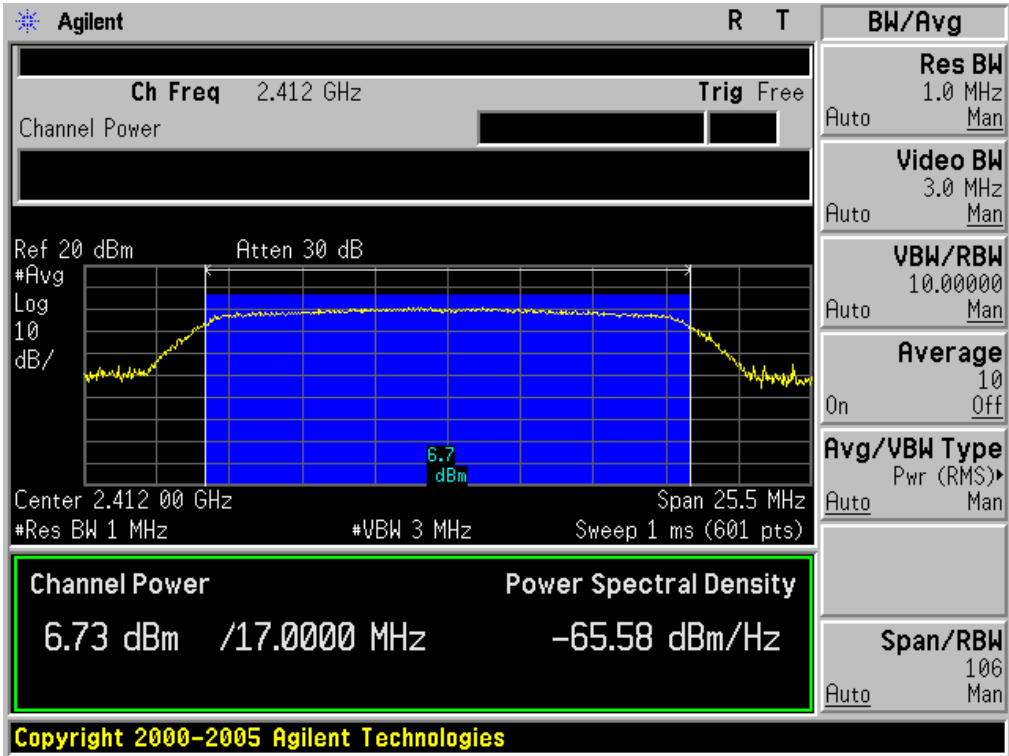 Agilent R T
Ch Freq 2.412 GHz Trig Free
Channel Power
Ref 20 dBm Atten 30 dB
#Avg
Log
10
dB/
6.7
dBm
Center 2.412 00 GHz Span 25.5 MHz
#Res BW 1 MHz #VBW 3 MHz Sweep 1 ms (601 pts)
Channel Power Power Spectral Density
6.73 dBm /17.0000 MHz -65.58 dBm/Hz
Copyright 2000-2005 Agilent Technologies
BW/Avg
Res BW
1.0 MHz
Auto Man
Video BW
3.0 MHz
Auto Man
VBW/RBW
10.00000
Auto Man
Average
10
On Off
Avg/VBW Type
Pwr (RMS)▸
Auto Man
Span/RBW
106
Auto Man